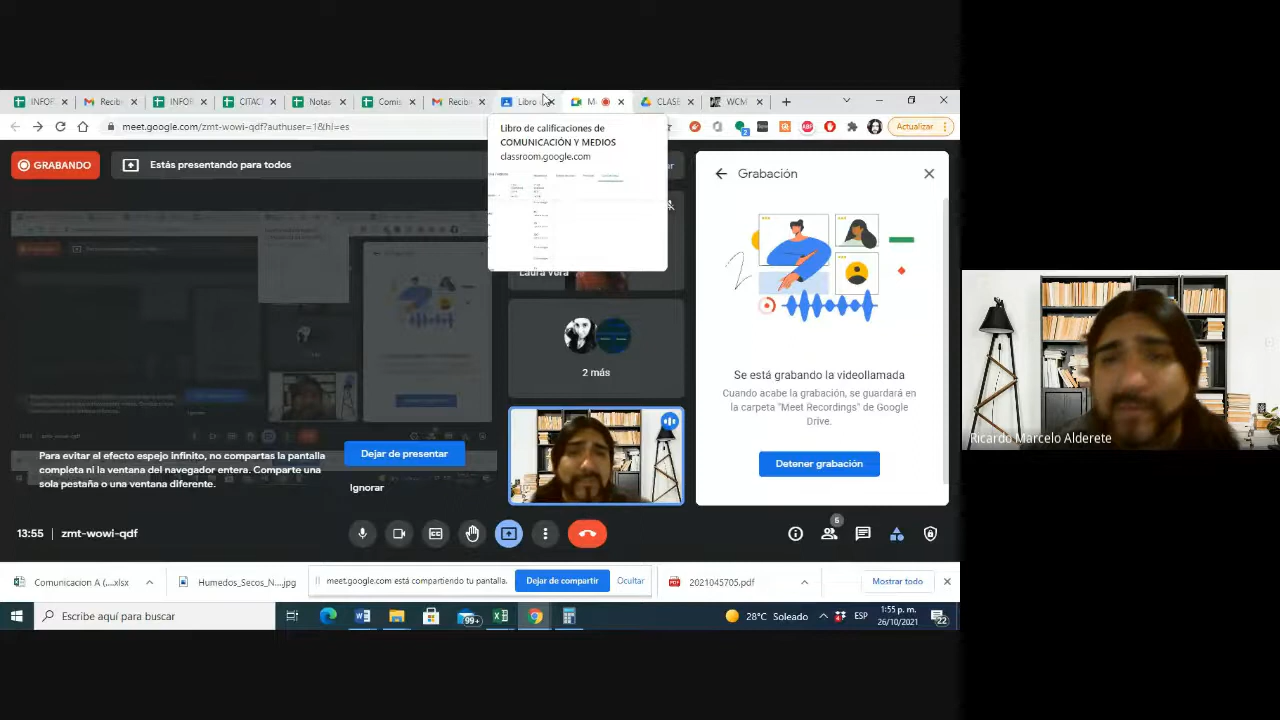 INFOR
Recib
INFOR
CITACI
Notas
Comis
Recib
Libro
M
CLASE
WCM
meet.google.com/zmt-wowi-qdf?authuser=1&hl=es
Actualizar
Libro de calificaciones de
COMUNICACIÓN Y MEDIOS
classroom.google.com
GRABANDO
Estás presentando para todos
Grabación
Laura Vera
2 más
Se está grabando la videollamada
Cuando acabe la grabación, se guardará en
la carpeta "Meet Recordings" de Google
Drive.
Detener grabación
Para evitar el efecto espejo infinito, no compartas la pantalla
completa ni la ventana del navegador entera. Comparte una
sola pestaña o una ventana diferente.
Dejar de presentar
Ignorar
Ricardo Marcelo Alderete
13:55 | zmt-wowi-qdf
6
Comunicacion A (....xlsx
Humedos_Secos_N....jpg
meet.google.com está compartiendo tu pantalla.
Dejar de compartir
Ocultar
2021045705.pdf
Mostrar todo
Escribe aquí para buscar
99+
28°C Soleado
ESP
1:55 p. m.
26/10/2021
22